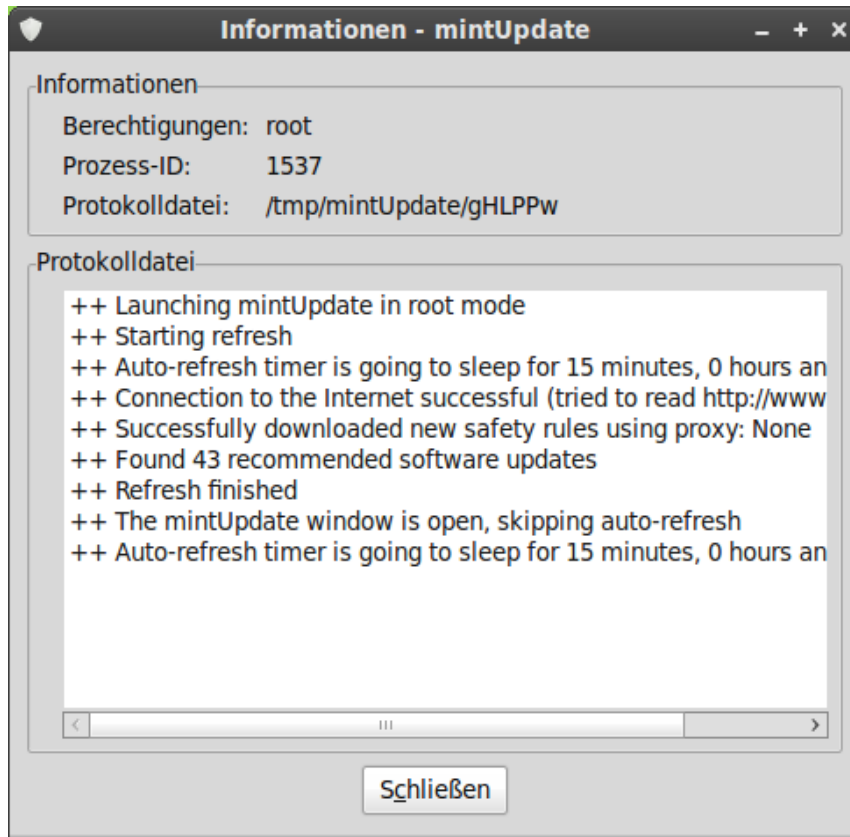 Informationen - mintUpdate
Informationen
Berechtigungen: root
Prozess-ID: 1537
Protokolldatei: /tmp/mintUpdate/gHLPPw
Protokolldatei
++ Launching mintUpdate in root mode
++ Starting refresh
++ Auto-refresh timer is going to sleep for 15 minutes, 0 hours an
++ Connection to the Internet successful (tried to read http://www
++ Successfully downloaded new safety rules using proxy: None
++ Found 43 recommended software updates
++ Refresh finished
++ The mintUpdate window is open, skipping auto-refresh
++ Auto-refresh timer is going to sleep for 15 minutes, 0 hours an
Schließen